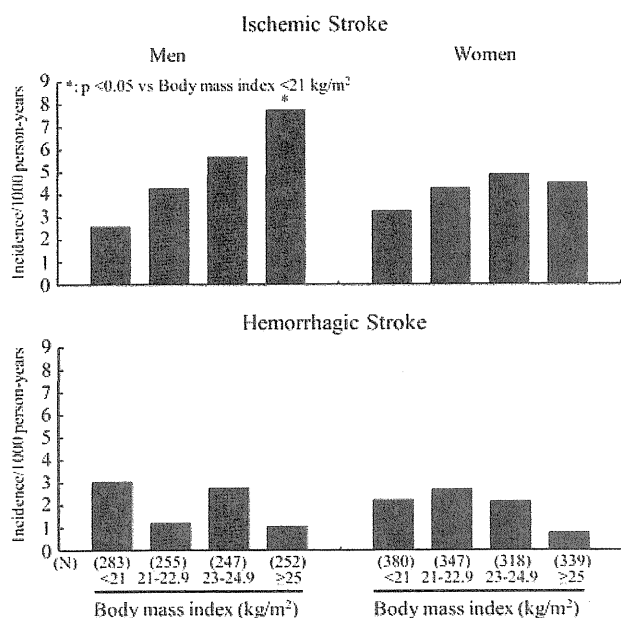 Ischemic Stroke
Men Women
*: p <0.05 vs Body mass index <21 kg/m²
*
Incidence/1000 person-years
9
8
7
6
5
4
3
2
1
0
Hemorrhagic Stroke
Incidence/1000 person-years
9
8
7
6
5
4
3
2
1
0
(N) (283) (255) (247) (252) (380) (347) (318) (339)
<21 21-22.9 23-24.9 ≥25 <21 21-22.9 23-24.9 ≥25
Body mass index (kg/m²) Body mass index (kg/m²)